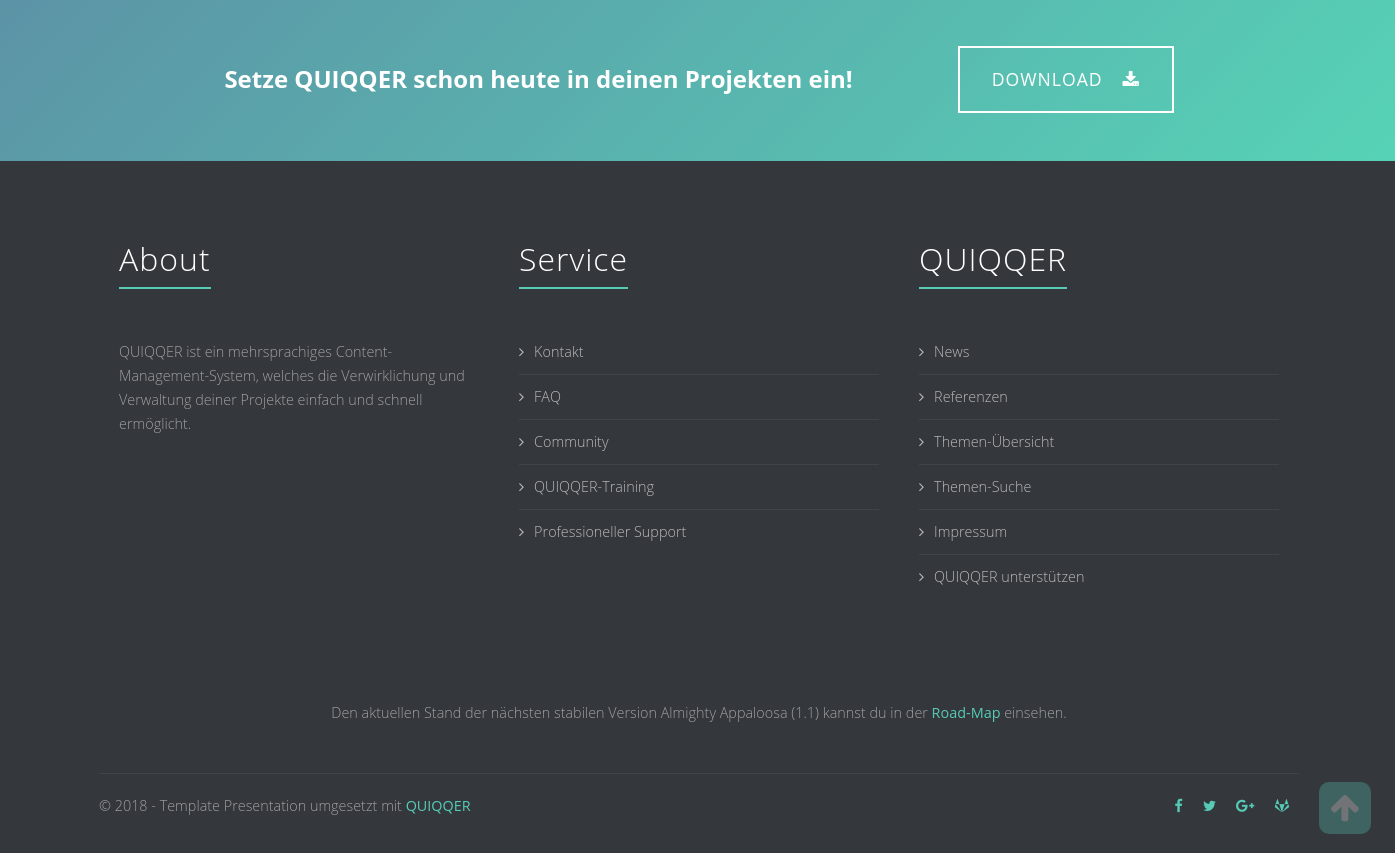 Setze QUIQQER schon heute in deinen Projekten ein!
DOWNLOAD
About
QUIQQER ist ein mehrsprachiges Content-
Management-System, welches die Verwirklichung und
Verwaltung deiner Projekte einfach und schnell
ermöglicht.
Service
Kontakt
FAQ
Community
QUIQQER-Training
Professioneller Support
QUIQQER
News
Referenzen
Themen-Übersicht
Themen-Suche
Impressum
QUIQQER unterstützen
Den aktuellen Stand der nächsten stabilen Version Almighty Appaloosa (1.1) kannst du in der Road-Map einsehen.
© 2018 - Template Presentation umgesetzt mit QUIQQER